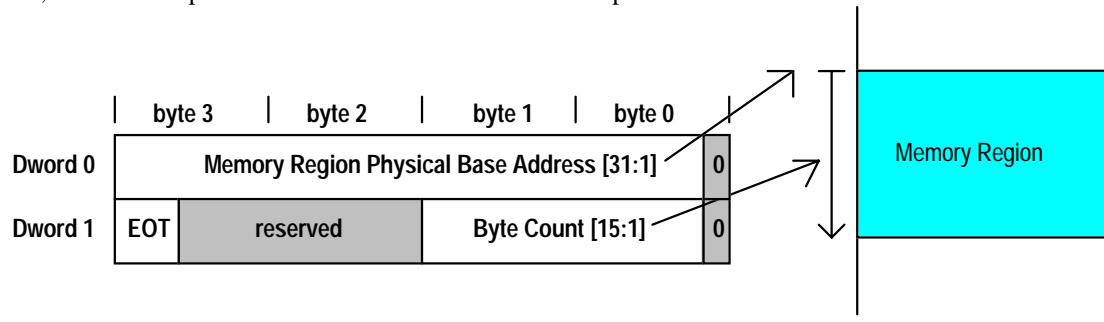 byte 3 byte 2 byte 1 byte 0
Dword 0 Memory Region Physical Base Address [31:1] 0
Memory Region
Dword 1 EOT reserved Byte Count [15:1] 0